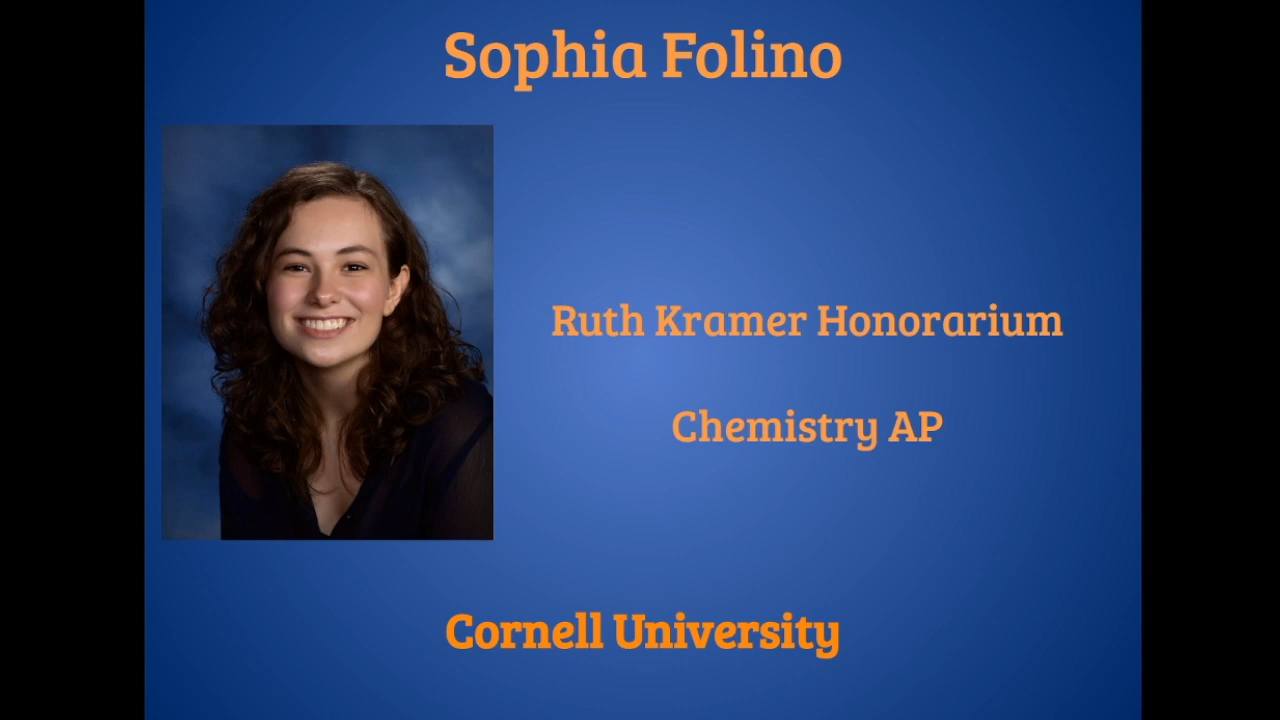 Sophia Folino
Ruth Kramer Honorarium
Chemistry AP
Cornell University